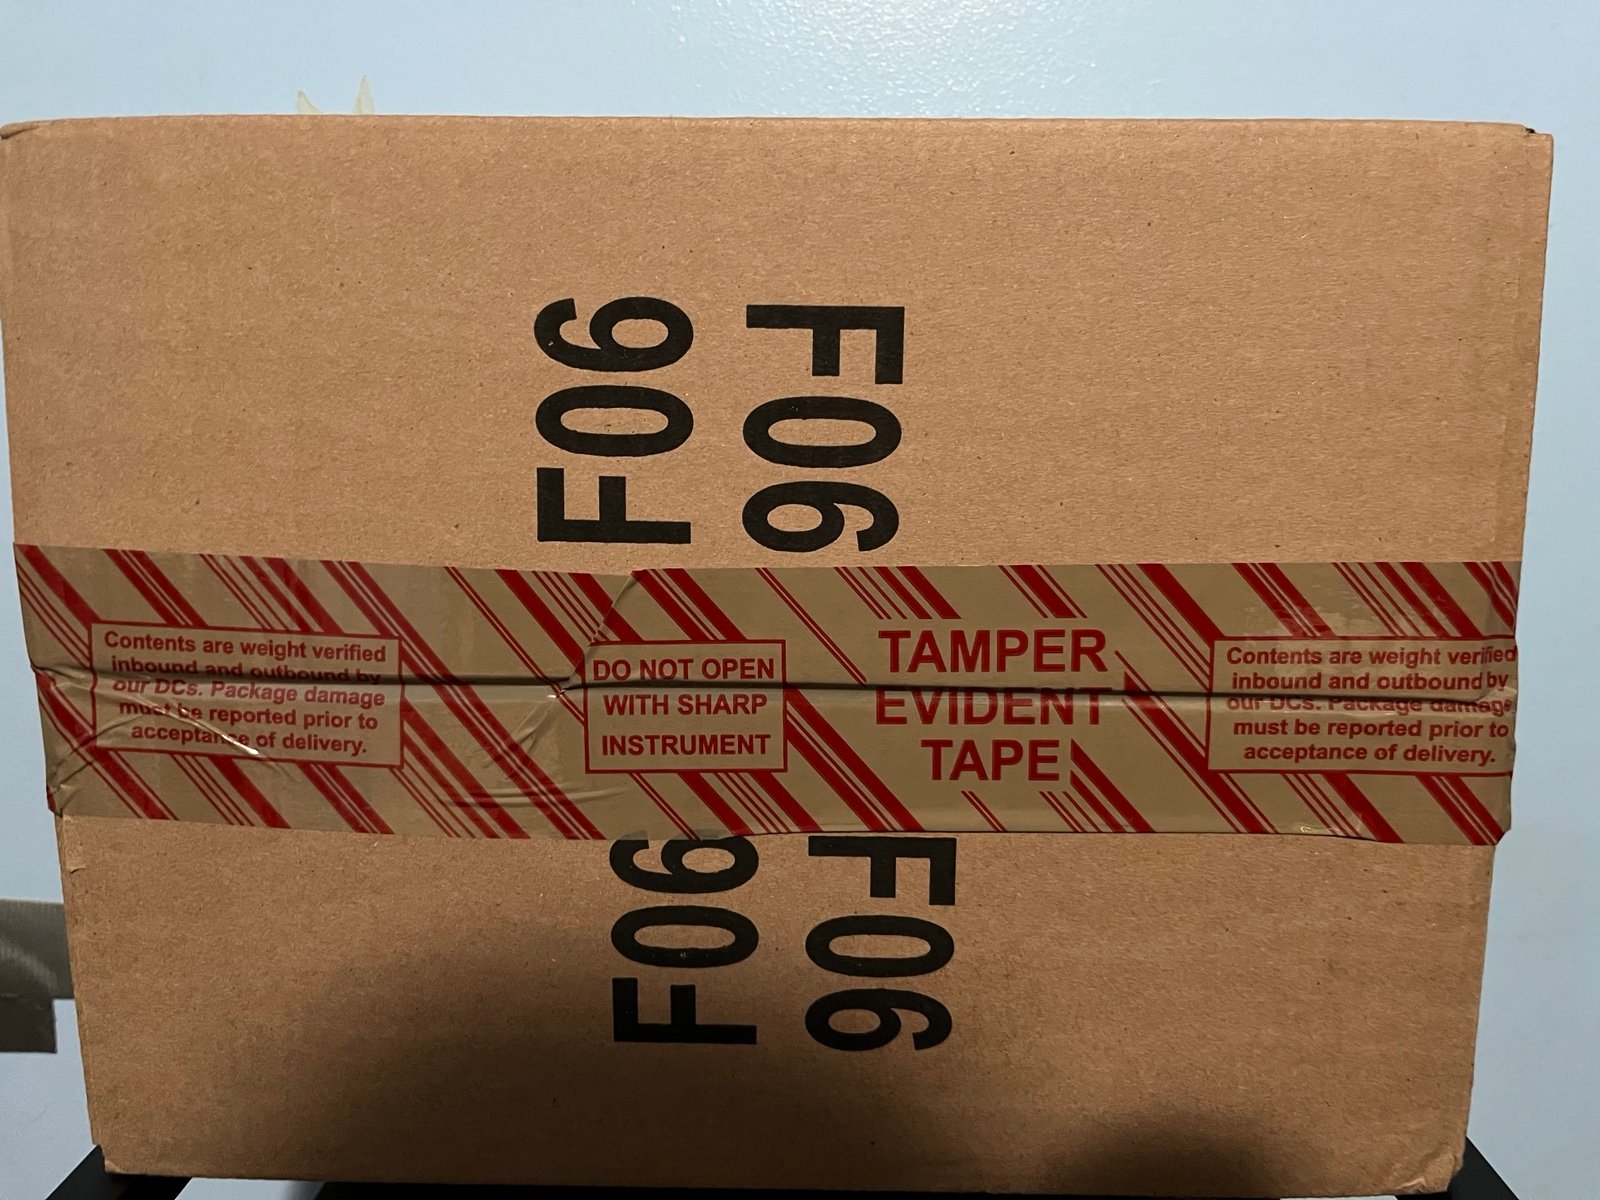 F06
F06
Contents are weight verified
inbound and outbound by
our DCs. Package damage
must be reported prior to
acceptance of delivery.
DO NOT OPEN
WITH SHARP
INSTRUMENT
TAMPER
EVIDENT
TAPE
Contents are weight verified
inbound and outbound by
our DCs. Package damage
must be reported prior to
acceptance of delivery.
F06
F06